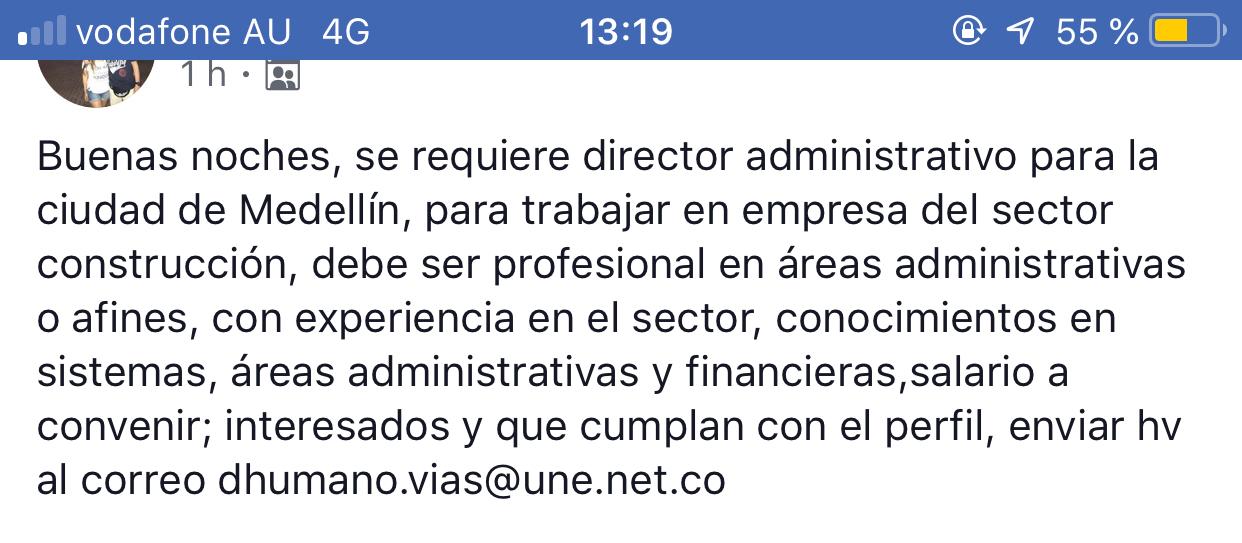 vodafone AU 4G 13:19 55 %
1 h ·
Buenas noches, se requiere director administrativo para la
ciudad de Medellín, para trabajar en empresa del sector
construcción, debe ser profesional en áreas administrativas
o afines, con experiencia en el sector, conocimientos en
sistemas, áreas administrativas y financieras,salario a
convenir; interesados y que cumplan con el perfil, enviar hv
al correo dhumano.vias@une.net.co